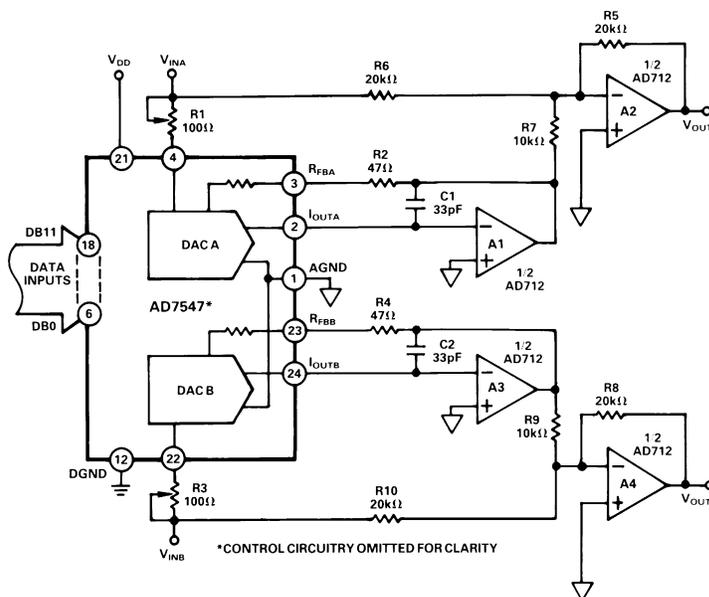 R5
20kΩ
VDD
VINA
R6
20kΩ
1/2
AD712
R1
100Ω
A2
VOUT
R7
10kΩ
21
4
RFBA
R2
47Ω
3
C1
33pF
DB11
IOUTA
18
2
DAC A
A1
DATA
INPUTS
AGND
1
1/2
AD712
AD7547*
6
DB0
RFBB
R4
47Ω
23
1/2
AD712
C2
33pF
IOUTB
24
R8
20kΩ
A3
DAC B
R9
10kΩ
1/2
AD712
DGND
12
22
A4
VOUT
R3
100Ω
R10
20kΩ
VINB
*CONTROL CIRCUITRY OMITTED FOR CLARITY